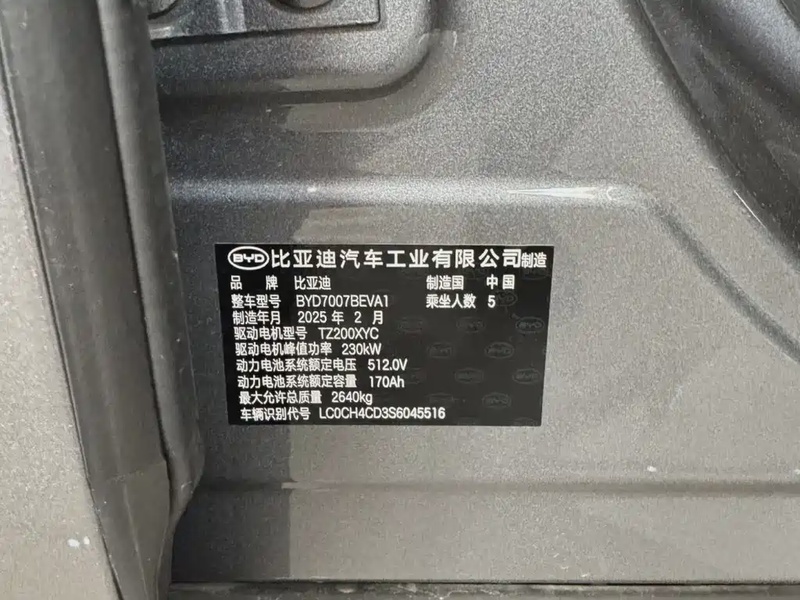 BYD 比亚迪汽车工业有限公司制造
品 牌 比亚迪 制造国 中国
整车型号 BYD7007BEVA1 乘坐人数 5
制造年月 2025 年 2 月
驱动电机型号 TZ200XYC
驱动电机峰值功率 230kW
动力电池系统额定电压 512.0V
动力电池系统额定容量 170Ah
最大允许总质量 2640kg
车辆识别代号 LC0CH4CD3S6045516